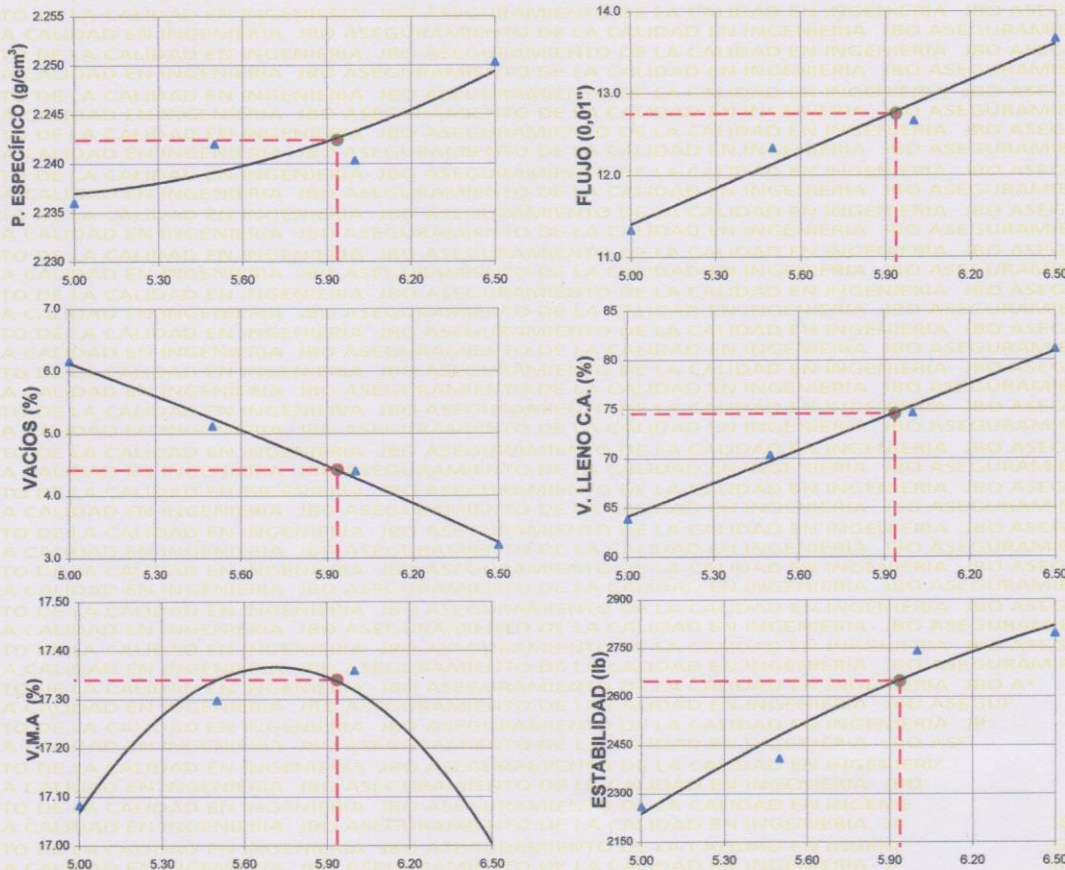 P. ESPECÍFICO (g/cm³)
2.255
2.250
2.245
2.240
2.235
2.230
5.00 5.30 5.60 5.90 6.20 6.50
FLUJO (0,01")
14.0
13.0
12.0
11.0
5.00 5.30 5.60 5.90 6.20 6.50
VACÍOS (%)
7.0
6.0
5.0
4.0
3.0
5.00 5.30 5.60 5.90 6.20 6.50
V. LLENO C.A. (%)
85
80
75
70
65
60
5.00 5.30 5.60 5.90 6.20 6.50
V.M.A (%)
17.50
17.40
17.30
17.20
17.10
17.00
5.00 5.30 5.60 5.90 6.20 6.50
ESTABILIDAD (lb)
2900
2750
2600
2450
2300
2150
5.00 5.30 5.60 5.90 6.20 6.50
JBO ASEGURAMIENTO DE LA CALIDAD EN INGENIERIA